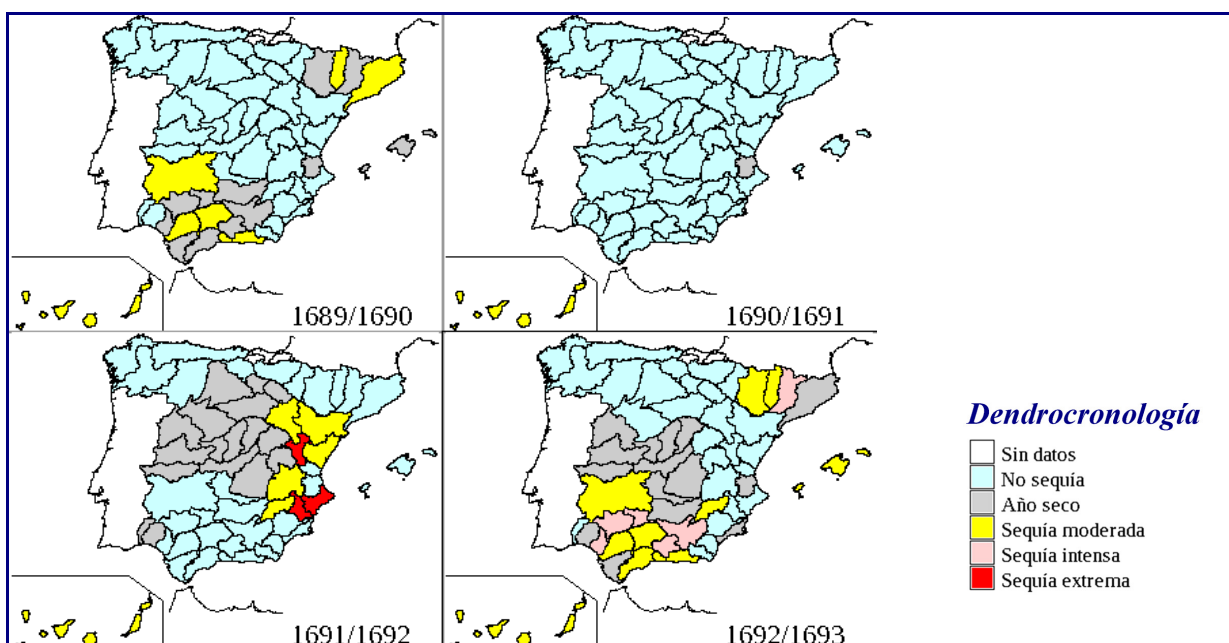 1689/1690
1690/1691
1691/1692
1692/1693
Dendrocronología
Sin datos
No sequía
Año seco
Sequía moderada
Sequía intensa
Sequía extrema